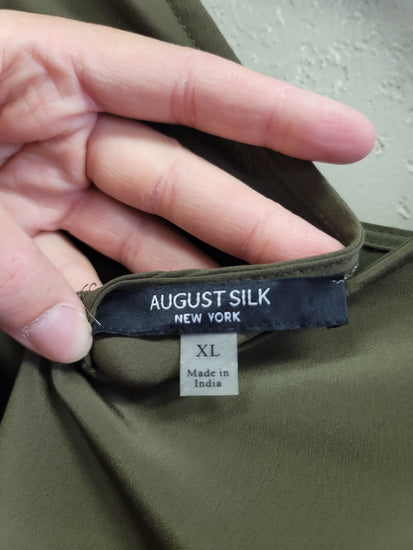 AUGUST SILK
NEW YORK
XL
Made in
India